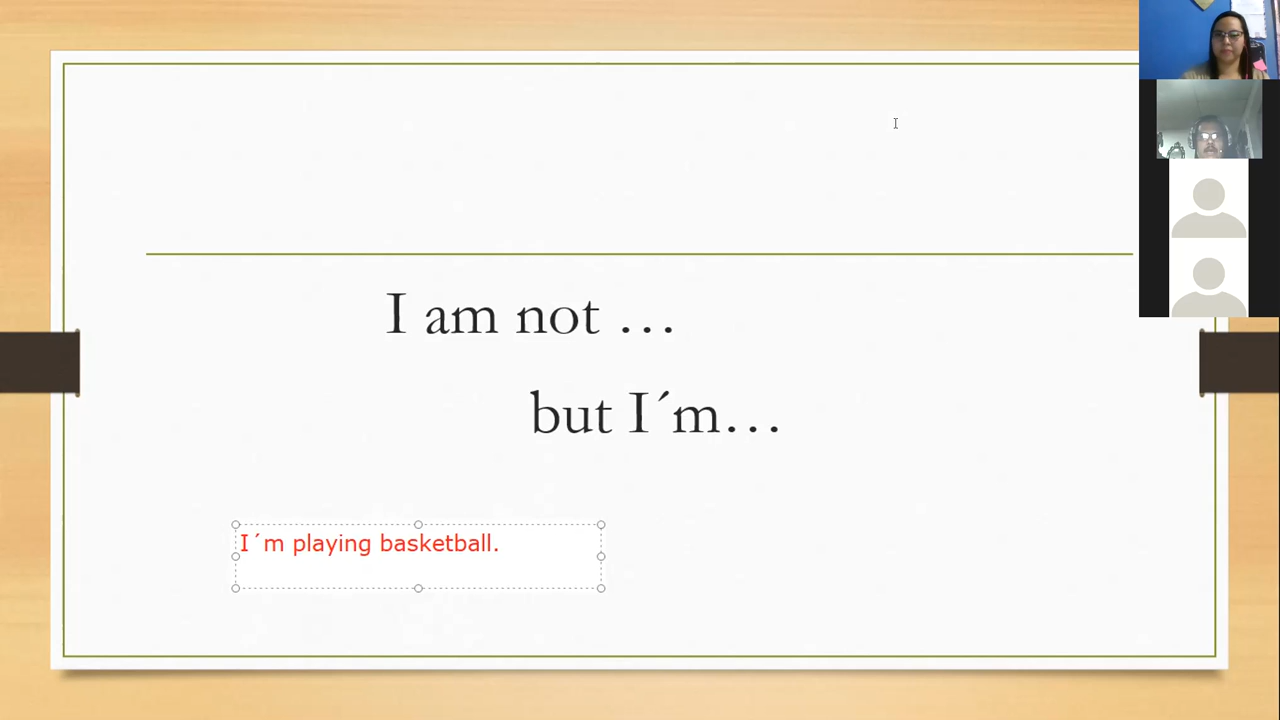 I am not …
but I´m…
I´m playing basketball.